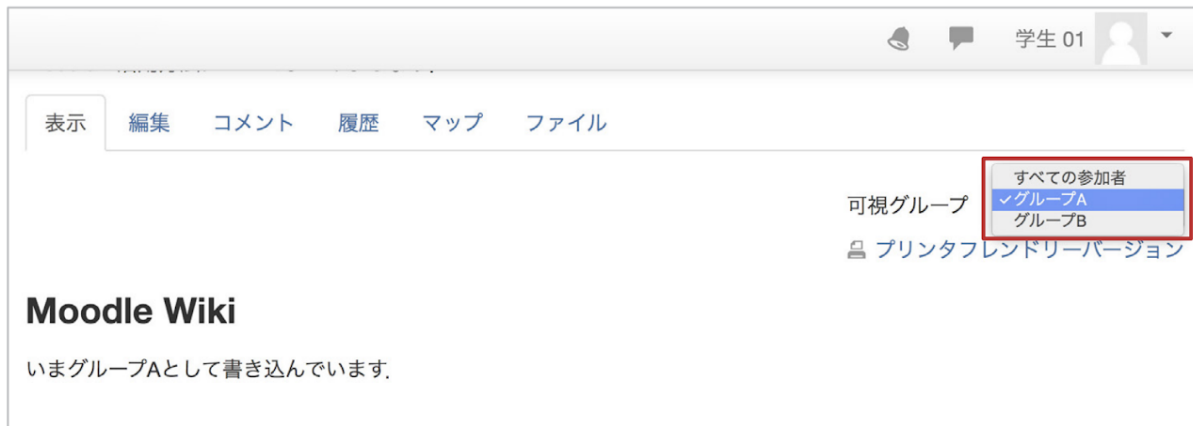 学生 01
表示 編集 コメント 履歴 マップ ファイル
すべての参加者
可視グループ ✓グループA
グループB
プリンタフレンドリーバージョン
Moodle Wiki
いまグループAとして書き込んでいます.